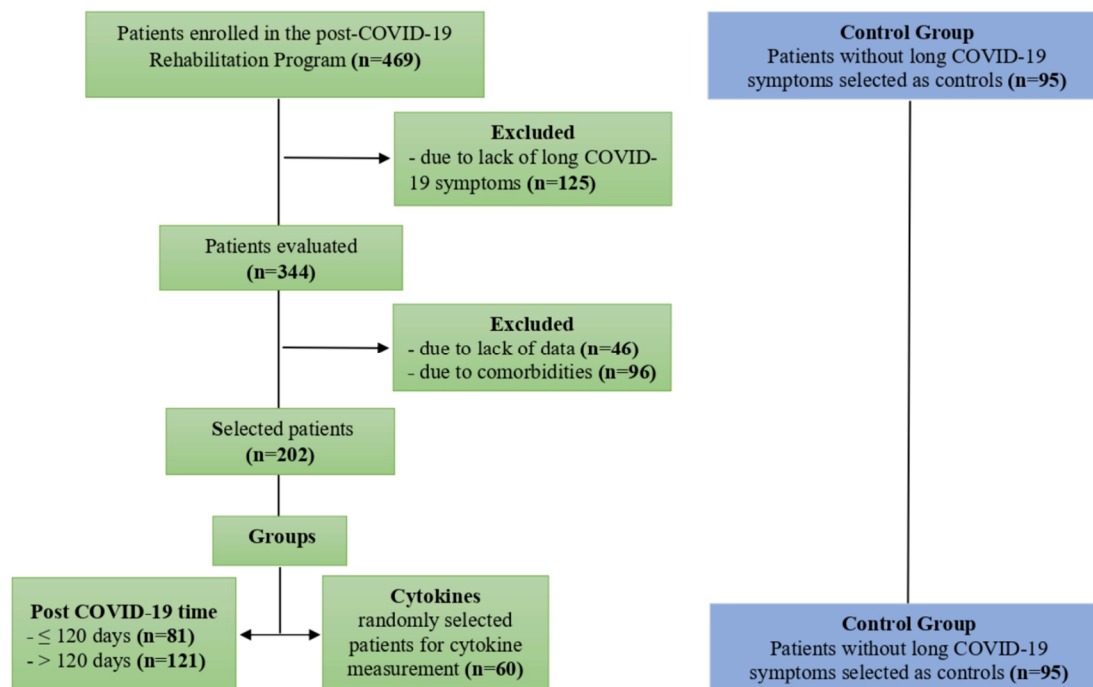 Patients enrolled in the post-COVID-19
Rehabilitation Program (n=469)
Control Group
Patients without long COVID-19
symptoms selected as controls (n=95)
Excluded
- due to lack of long COVID-
19 symptoms (n=125)
Patients evaluated
(n=344)
Excluded
- due to lack of data (n=46)
- due to comorbidities (n=96)
Selected patients
(n=202)
Groups
Post COVID-19 time
- ≤ 120 days (n=81)
- > 120 days (n=121)
Cytokines
randomly selected
patients for cytokine
measurement (n=60)
Control Group
Patients without long COVID-19
symptoms selected as controls (n=95)